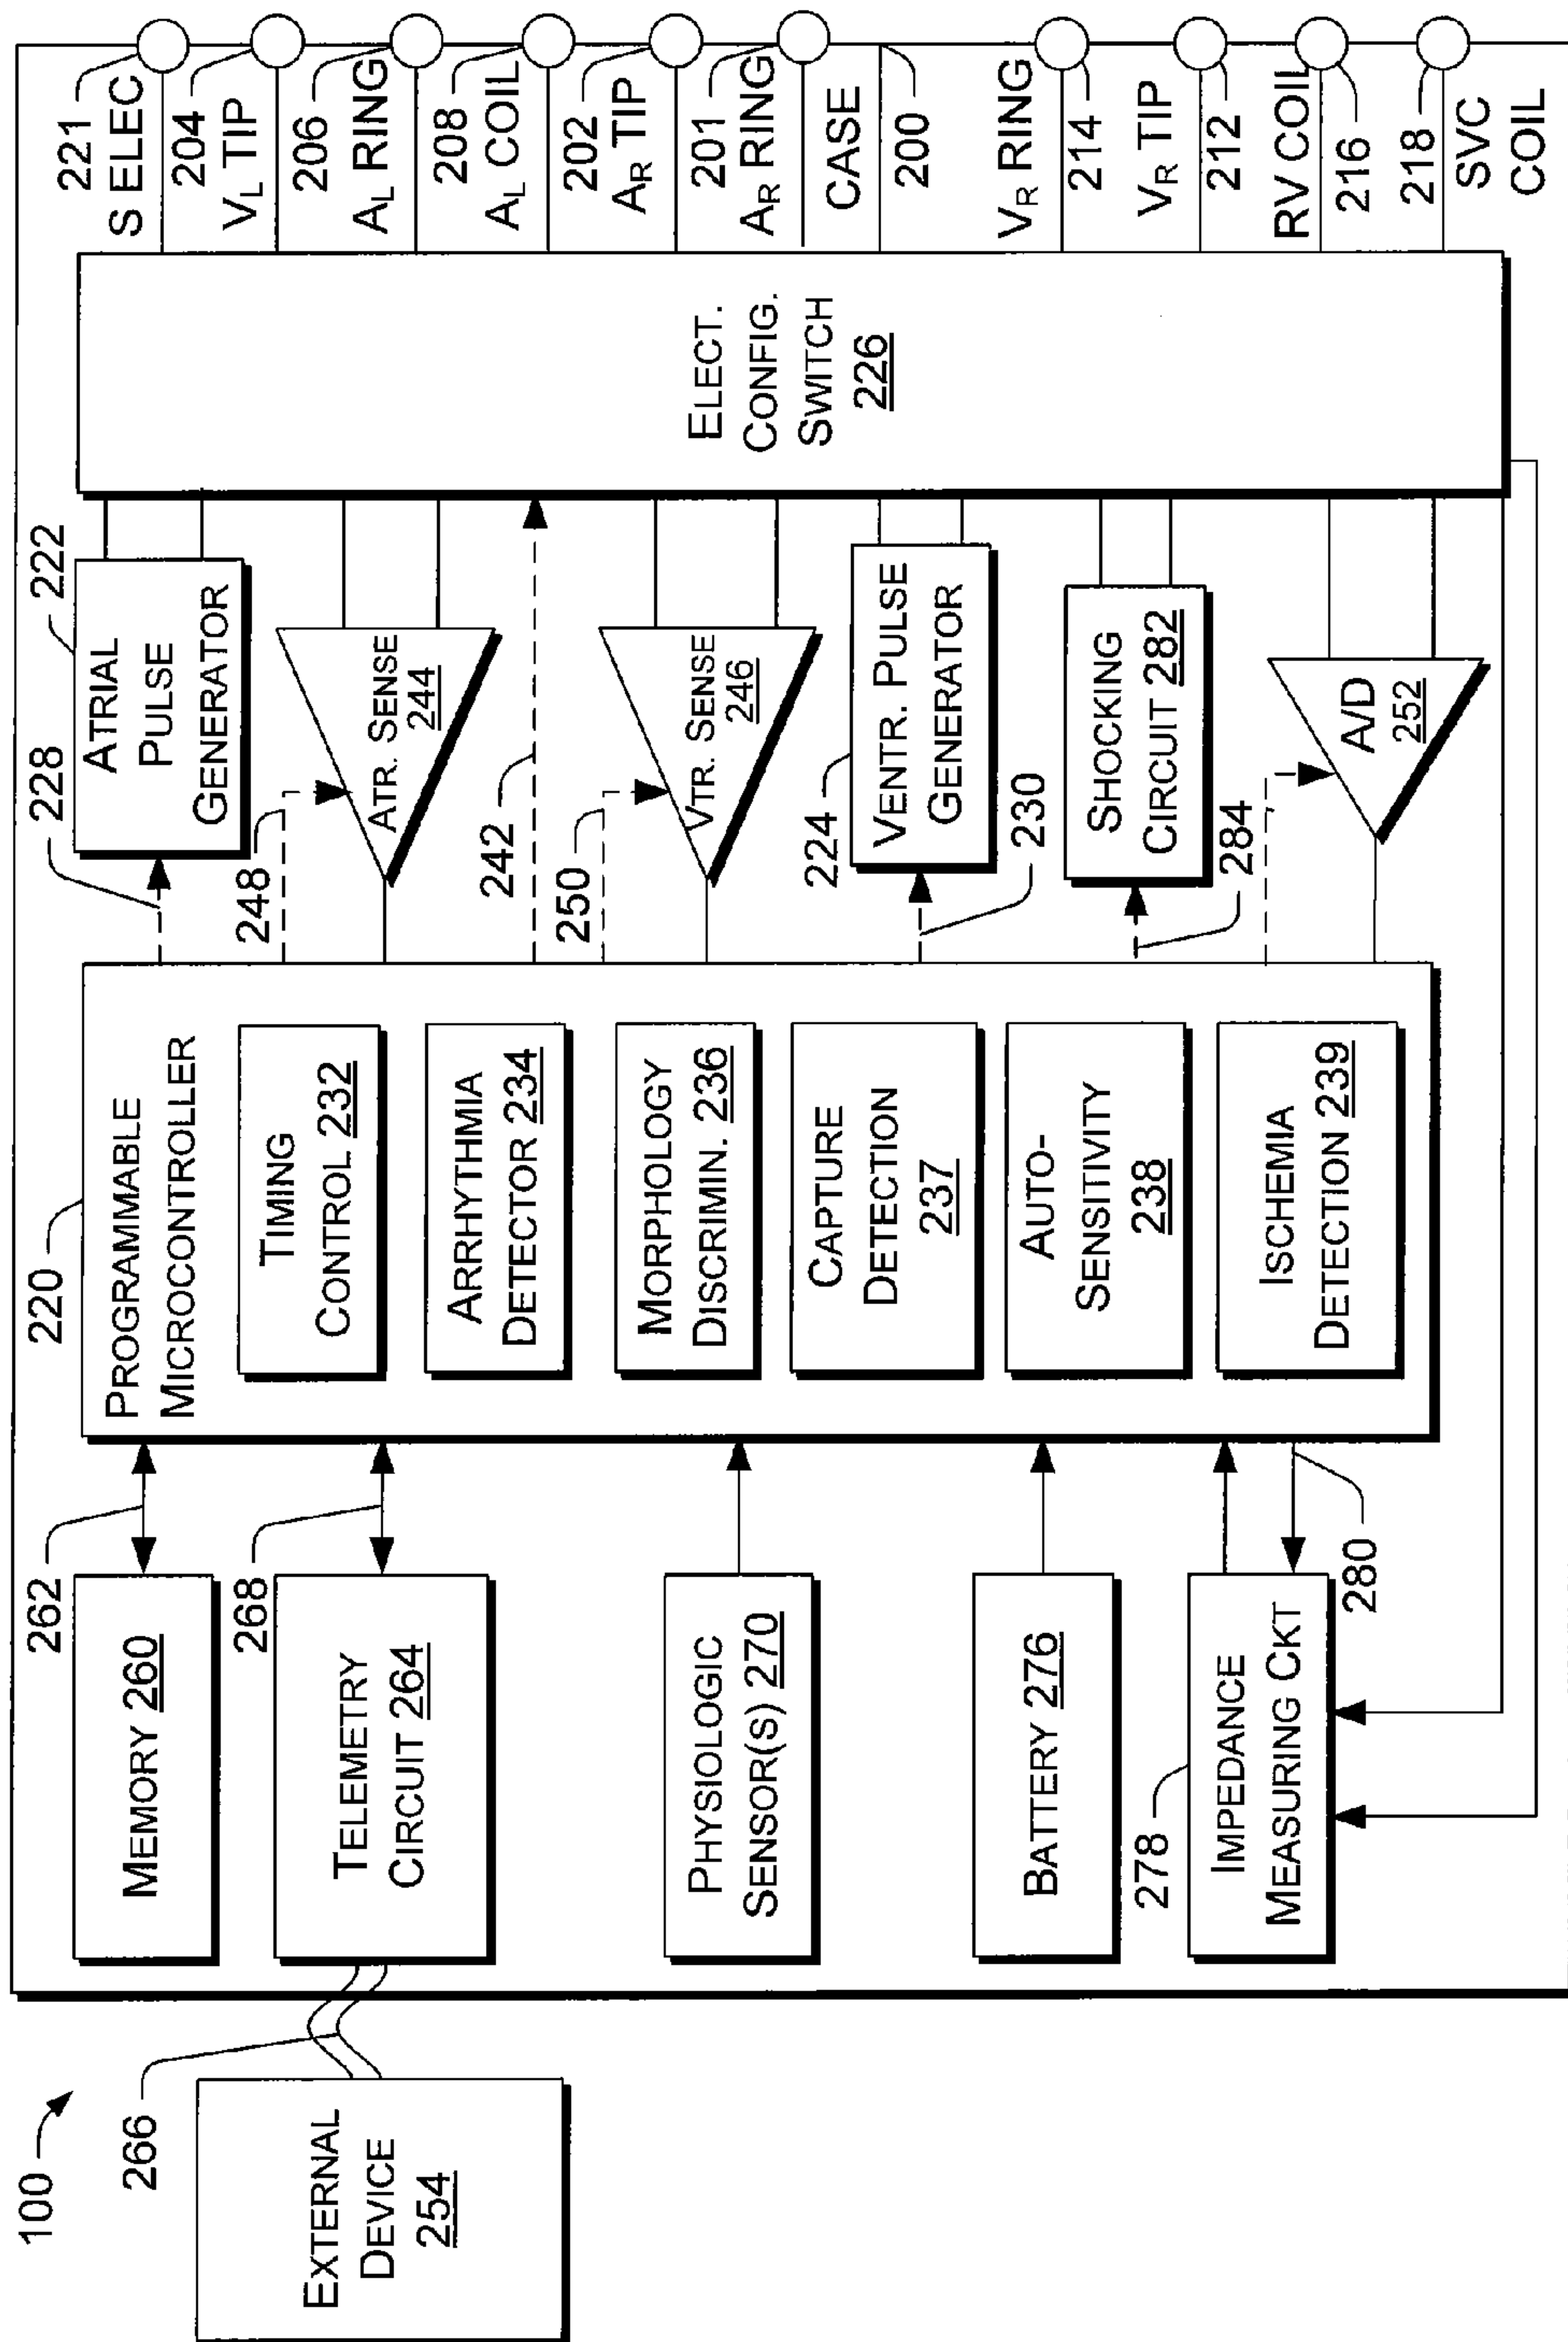 100
EXTERNAL
DEVICE
254
266
MEMORY 260
262
TELEMETRY
CIRCUIT 264
268
PHYSIOLOGIC
SENSOR(S) 270
BATTERY 276
278
IMPEDANCE
MEASURING CKT
280
220
PROGRAMMABLE
MICROCONTROLLER
TIMING
CONTROL 232
ARRHYTHMIA
DETECTOR 234
MORPHOLOGY
DISCRIMIN. 236
CAPTURE
DETECTION
237
AUTO-
SENSITIVITY
238
ISCHEMIA
DETECTION 239
228
222
ATRIAL
PULSE
GENERATOR
248
ATR. SENSE
244
242
250
VTR. SENSE
246
224
VENTR. PULSE
GENERATOR
230
SHOCKING
CIRCUIT 282
284
A/D
252
ELECT.
CONFIG.
SWITCH
226
221
S ELEC
204
VL TIP
206
AL RING
208
AL COIL
202
AR TIP
201
AR RING
CASE
200
VR RING
214
VR TIP
212
RV COIL
216
218
SVC
COIL